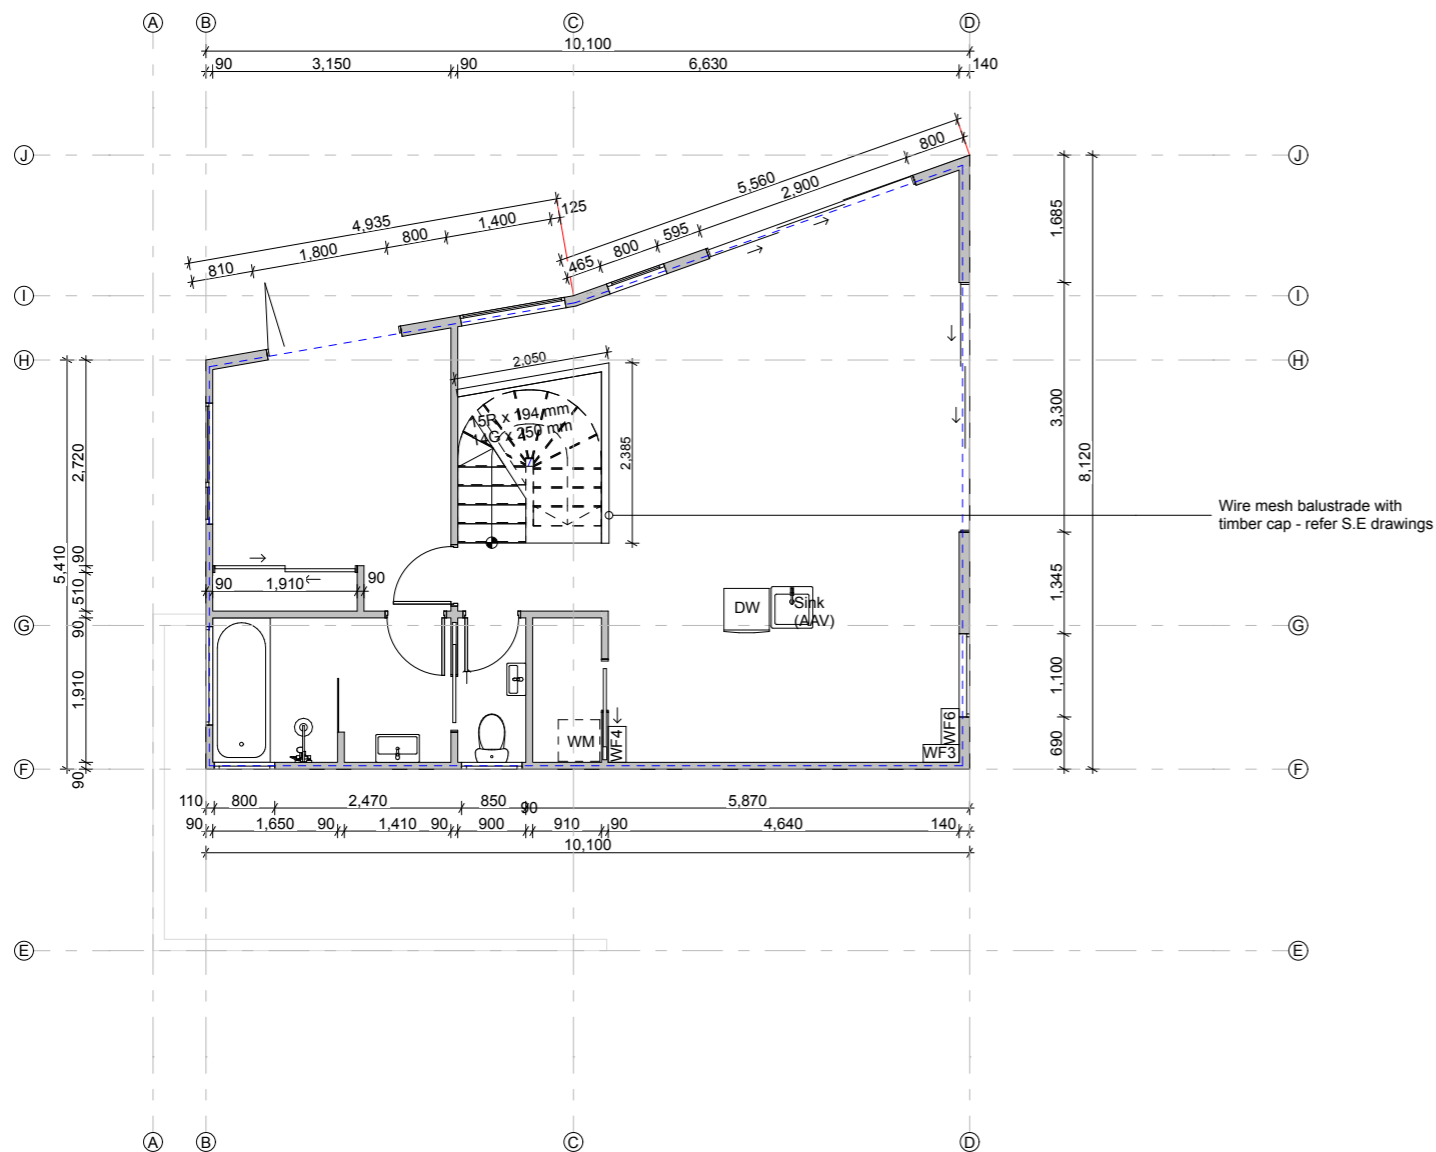 A B C D
10,100
90 3,150 90 6,630 140
J J
800
5,560
2,900
4,935 125
1,400
800 595
1,800 800
810 465
1,685
I I
H H
2,050
15R x 194 mm
14G x 250 mm
2,385
3,300
8,120
2,720
5,410
Wire mesh balustrade with
timber cap - refer S.E drawings
90
90 1,910 90
510
DW Sink
(AAV)
1,345
G G
90
1,910
1,100
WM WF4 WF6
WF3
690
F F
90
110 800 2,470 850 90 5,870
90 1,650 90 1,410 90 900 910 90 4,640 140
10,100
E E
A B C D